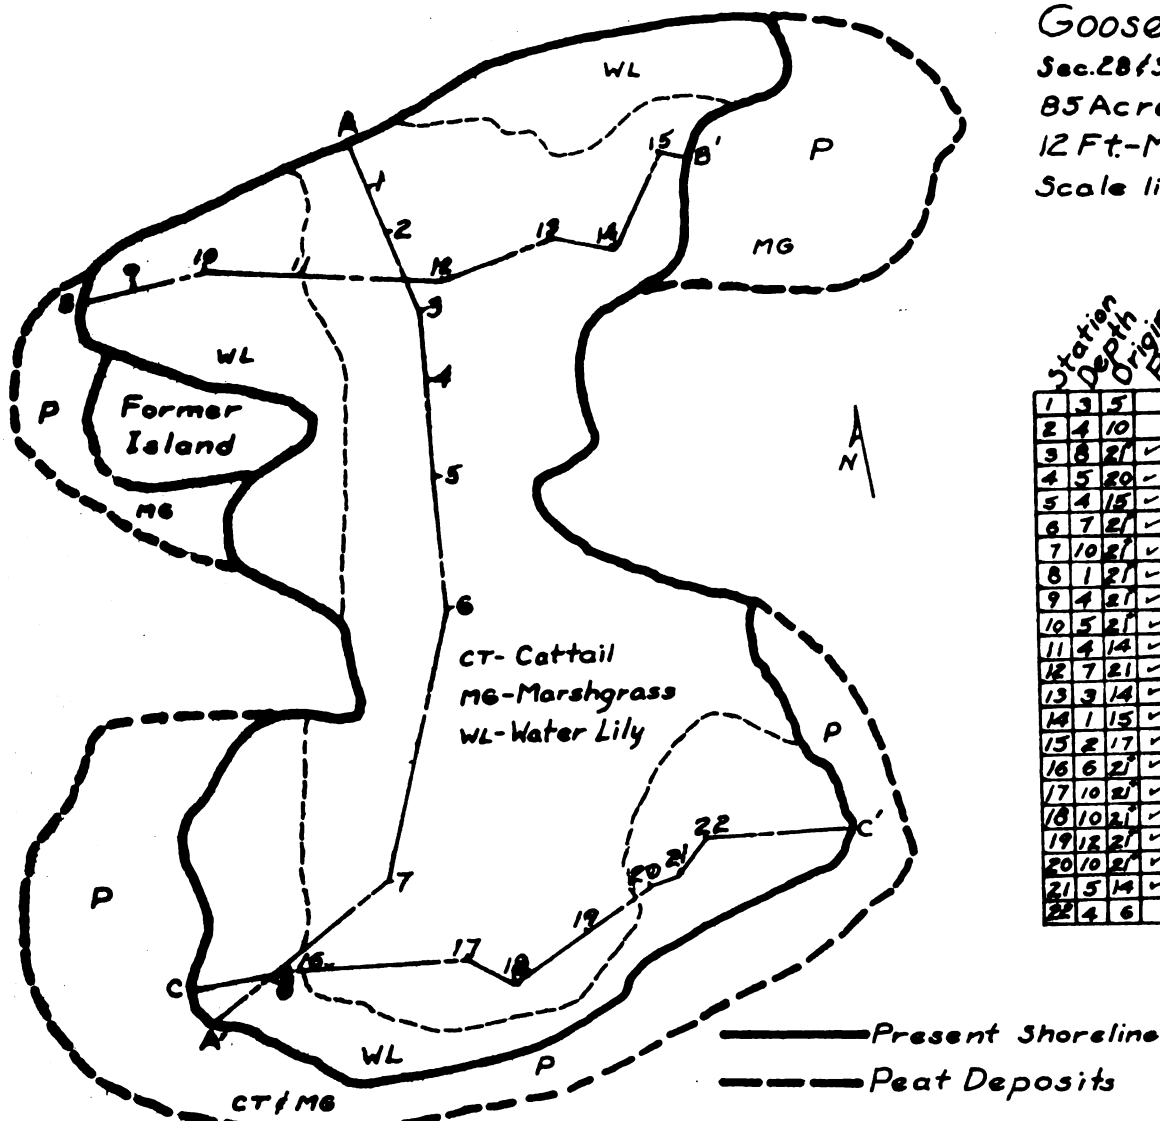 Goose
Sec. 28 & S
85 Acre
12 Ft.-M
Scale 1i
WL
A
P
15
B'
1
2
13
14
MG
10
11
12
9
B
3
WL
4
P
Former
Island
N
5
MG
6
CT- Cattail
MG-Marshgrass
WL-Water Lily
P
22
C'
21
20
7
P
19
17
16
18
C
8
A'
WL
P
CT & MG
Station Depth Origin
1 3 5
2 4 10
3 8 21+ ✓
4 5 20 ✓
5 4 15 ✓
6 7 21+ ✓
7 10 21+ ✓
8 1 21+ ✓
9 4 21+ ✓
10 5 21+ ✓
11 4 14 ✓
12 7 21 ✓
13 3 14 ✓
14 1 15 ✓
15 2 17 ✓
16 6 21+ ✓
17 10 21+ ✓
18 10 21+ ✓
19 12 21+ ✓
20 10 21+ ✓
21 5 14 ✓
22 4 6
Present Shoreline
Peat Deposits